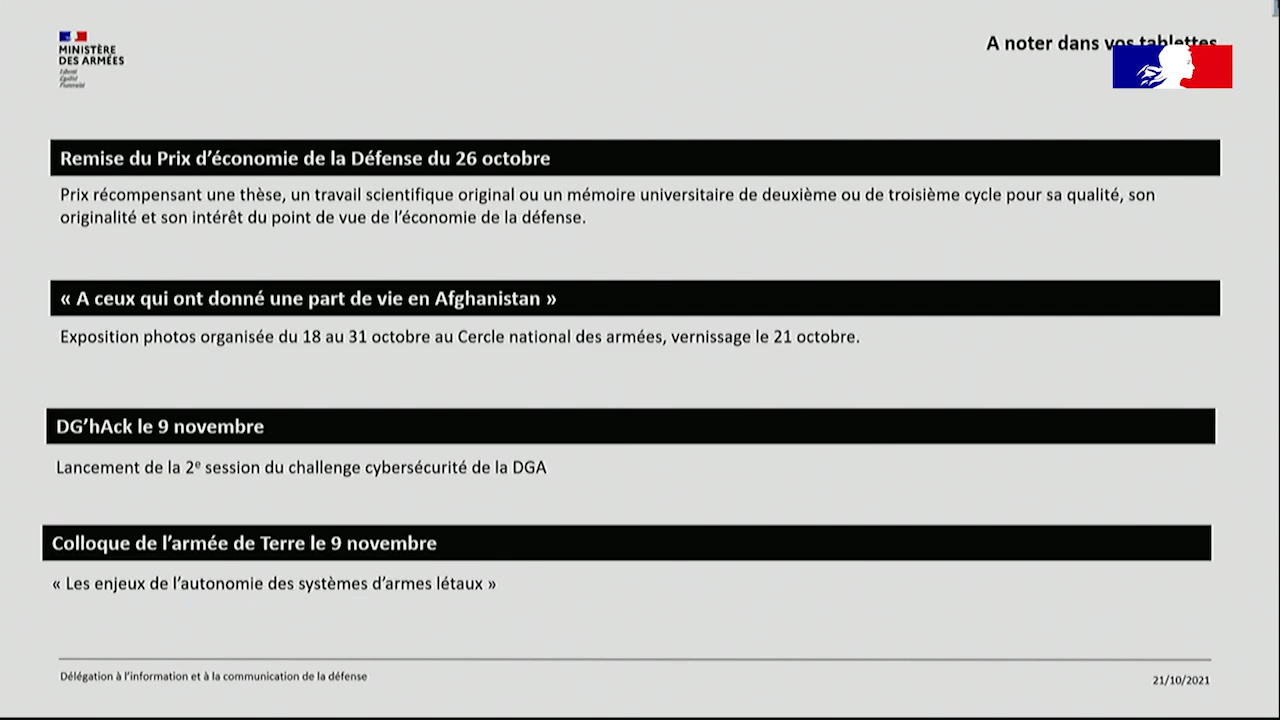 MINISTÈRE
DES ARMÉES
Liberté
Égalité
Fraternité
A noter dans vos tablettes
Remise du Prix d’économie de la Défense du 26 octobre
Prix récompensant une thèse, un travail scientifique original ou un mémoire universitaire de deuxième ou de troisième cycle pour sa qualité, son
originalité et son intérêt du point de vue de l’économie de la défense.
« A ceux qui ont donné une part de vie en Afghanistan »
Exposition photos organisée du 18 au 31 octobre au Cercle national des armées, vernissage le 21 octobre.
DG’hAck le 9 novembre
Lancement de la 2e session du challenge cybersécurité de la DGA
Colloque de l’armée de Terre le 9 novembre
« Les enjeux de l’autonomie des systèmes d’armes létaux »
Délégation à l’information et à la communication de la défense
21/10/2021